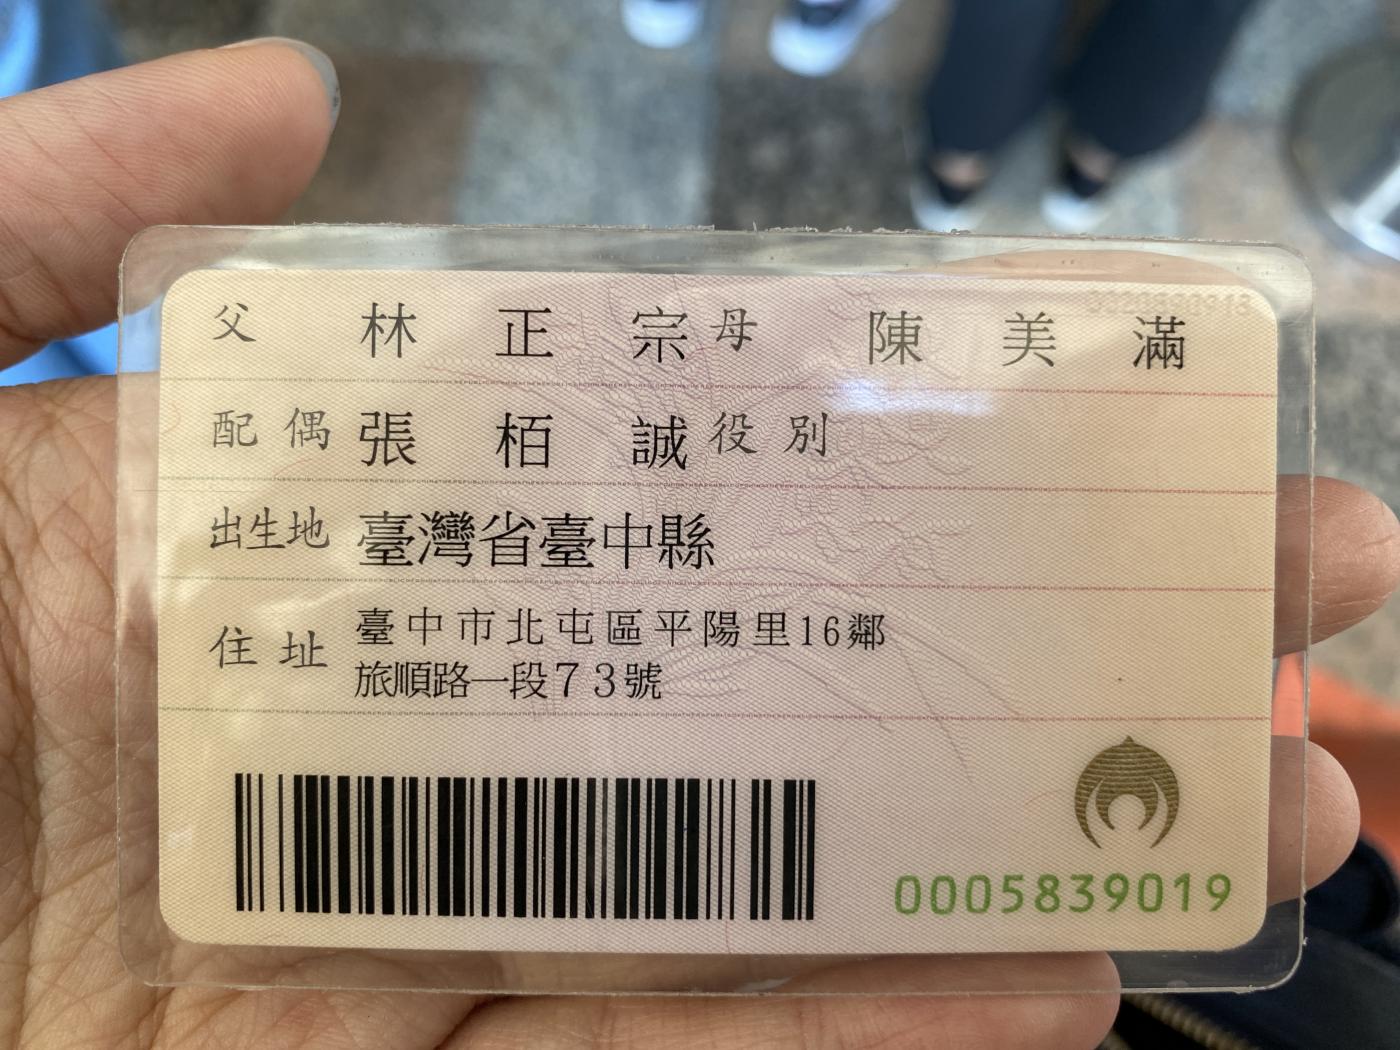 父 林正宗 母 陳美滿
配偶 張栢誠 役別
出生地 臺灣省臺中縣
住址 臺中市北屯區平陽里16鄰
旅順路一段73號
0005839019